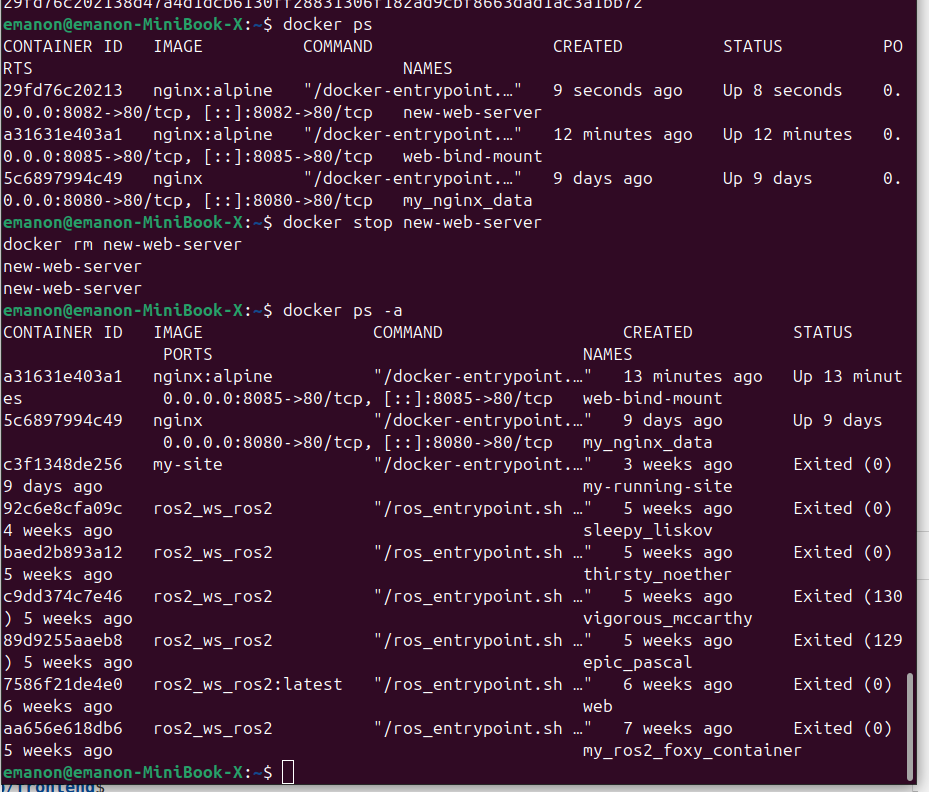 29fd76c202138d47a4d1dcb6130ff28831306f182ad9cbf8663dad1ac3a1bb72
emanon@emanon-MiniBook-X:~$ docker ps
CONTAINER ID   IMAGE          COMMAND                  CREATED          STATUS          PO
RTS                                     NAMES
29fd76c20213   nginx:alpine   "/docker-entrypoint.…"   9 seconds ago    Up 8 seconds    0.
0.0.0:8082->80/tcp, [::]:8082->80/tcp   new-web-server
a31631e403a1   nginx:alpine   "/docker-entrypoint.…"   12 minutes ago   Up 12 minutes   0.
0.0.0:8085->80/tcp, [::]:8085->80/tcp   web-bind-mount
5c6897994c49   nginx          "/docker-entrypoint.…"   9 days ago       Up 9 days       0.
0.0.0:8080->80/tcp, [::]:8080->80/tcp   my_nginx_data
emanon@emanon-MiniBook-X:~$ docker stop new-web-server
docker rm new-web-server
new-web-server
new-web-server
emanon@emanon-MiniBook-X:~$ docker ps -a
CONTAINER ID   IMAGE                 COMMAND                  CREATED          STATUS
                PORTS                                     NAMES
a31631e403a1   nginx:alpine          "/docker-entrypoint.…"   13 minutes ago   Up 13 minut
es              0.0.0.0:8085->80/tcp, [::]:8085->80/tcp   web-bind-mount
5c6897994c49   nginx                 "/docker-entrypoint.…"   9 days ago       Up 9 days
                0.0.0.0:8080->80/tcp, [::]:8080->80/tcp   my_nginx_data
c3f1348de256   my-site               "/docker-entrypoint.…"   3 weeks ago      Exited (0)
9 days ago                                                my-running-site
92c6e8cfa09c   ros2_ws_ros2          "/ros_entrypoint.sh …"   5 weeks ago      Exited (0)
4 weeks ago                                               sleepy_liskov
baed2b893a12   ros2_ws_ros2          "/ros_entrypoint.sh …"   5 weeks ago      Exited (0)
5 weeks ago                                               thirsty_noether
c9dd374c7e46   ros2_ws_ros2          "/ros_entrypoint.sh …"   5 weeks ago      Exited (130
) 5 weeks ago                                             vigorous_mccarthy
89d9255aaeb8   ros2_ws_ros2          "/ros_entrypoint.sh …"   5 weeks ago      Exited (129
) 5 weeks ago                                             epic_pascal
7586f21de4e0   ros2_ws_ros2:latest   "/ros_entrypoint.sh …"   6 weeks ago      Exited (0)
6 weeks ago                                               web
aa656e618db6   ros2_ws_ros2          "/ros_entrypoint.sh …"   7 weeks ago      Exited (0)
5 weeks ago                                               my_ros2_foxy_container
emanon@emanon-MiniBook-X:~$
/frontend$